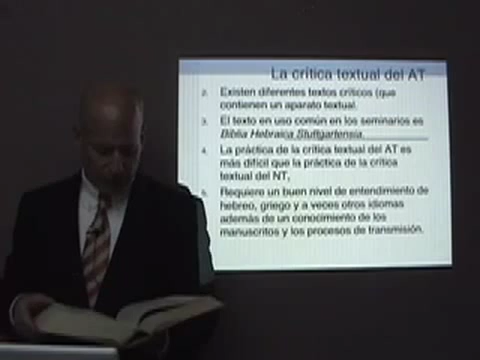 La crítica textual del AT
2. Existen diferentes textos críticos (que
contienen un aparato textual.
3. El texto en uso común en los seminarios es
Biblia Hebraica Stuttgartensia.
4. La práctica de la crítica textual del AT es
más difícil que la práctica de la crítica
textual del NT,
5. Requiere un buen nivel de entendimiento de
hebreo, griego y a veces otros idiomas
además de un conocimiento de los
manuscritos y los procesos de transmisión.